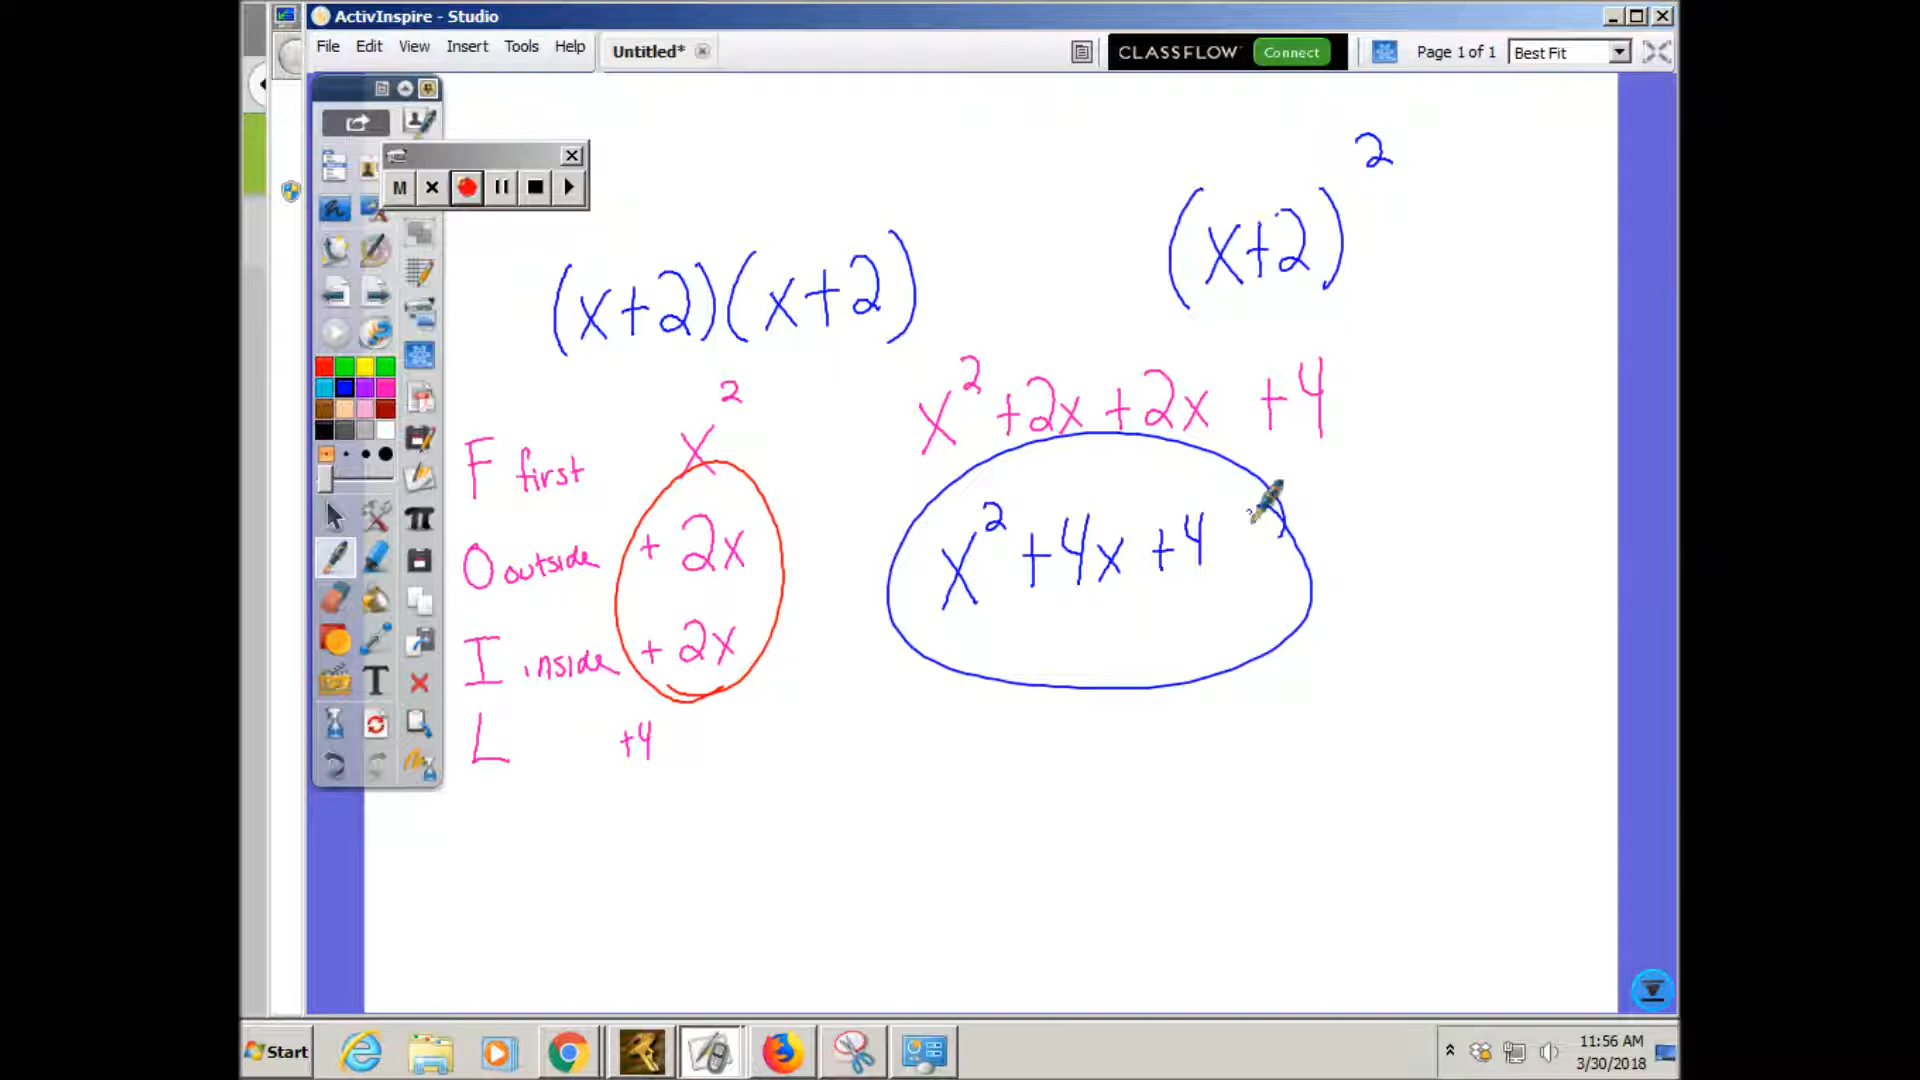 ActivInspire - Studio
File Edit View Insert Tools Help
Untitled*
CLASSFLOW Connect
Page 1 of 1
Best Fit
M
(x+2)²
(x+2)(x+2)
x² +2x +2x +4
F first x²
O outside + 2x
I inside + 2x
L +4
x² +4x +4
Start
11:56 AM
3/30/2018